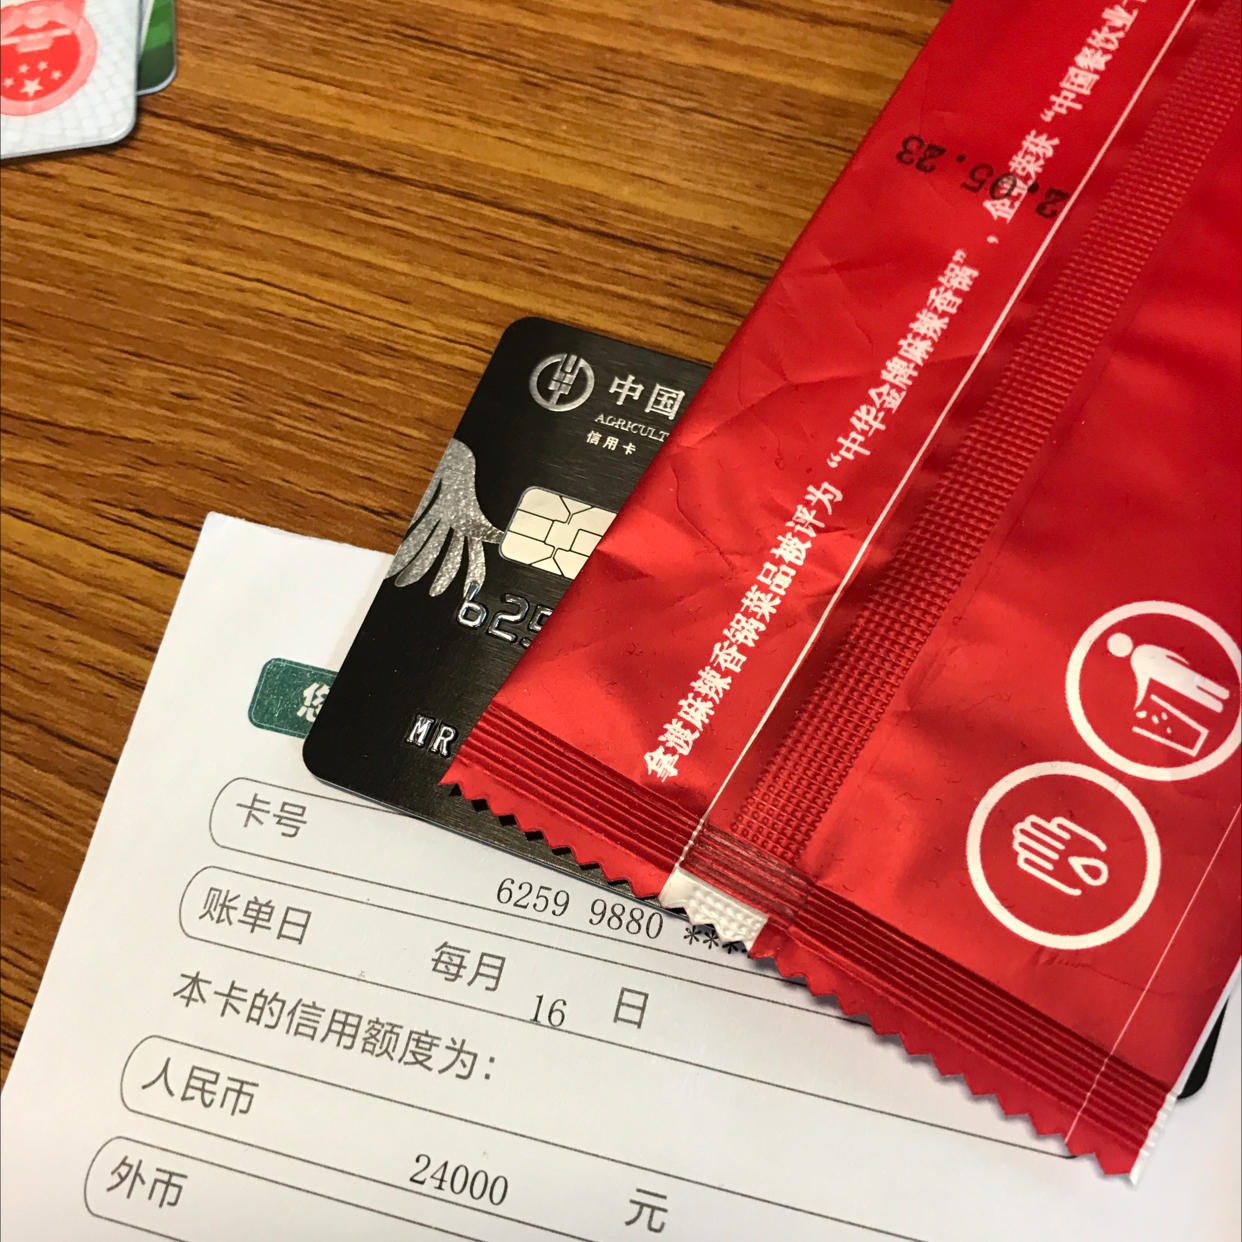 中国
AGRICULT
信用卡
625
MR
拿渡麻辣香锅菜品被评为“中华金牌麻辣香锅”，企业荣获“中国餐饮业
2.05.23
您
卡号
6259 9880 ***
账单日 每月 16 日
本卡的信用额度为：
人民币
24000 元
外币